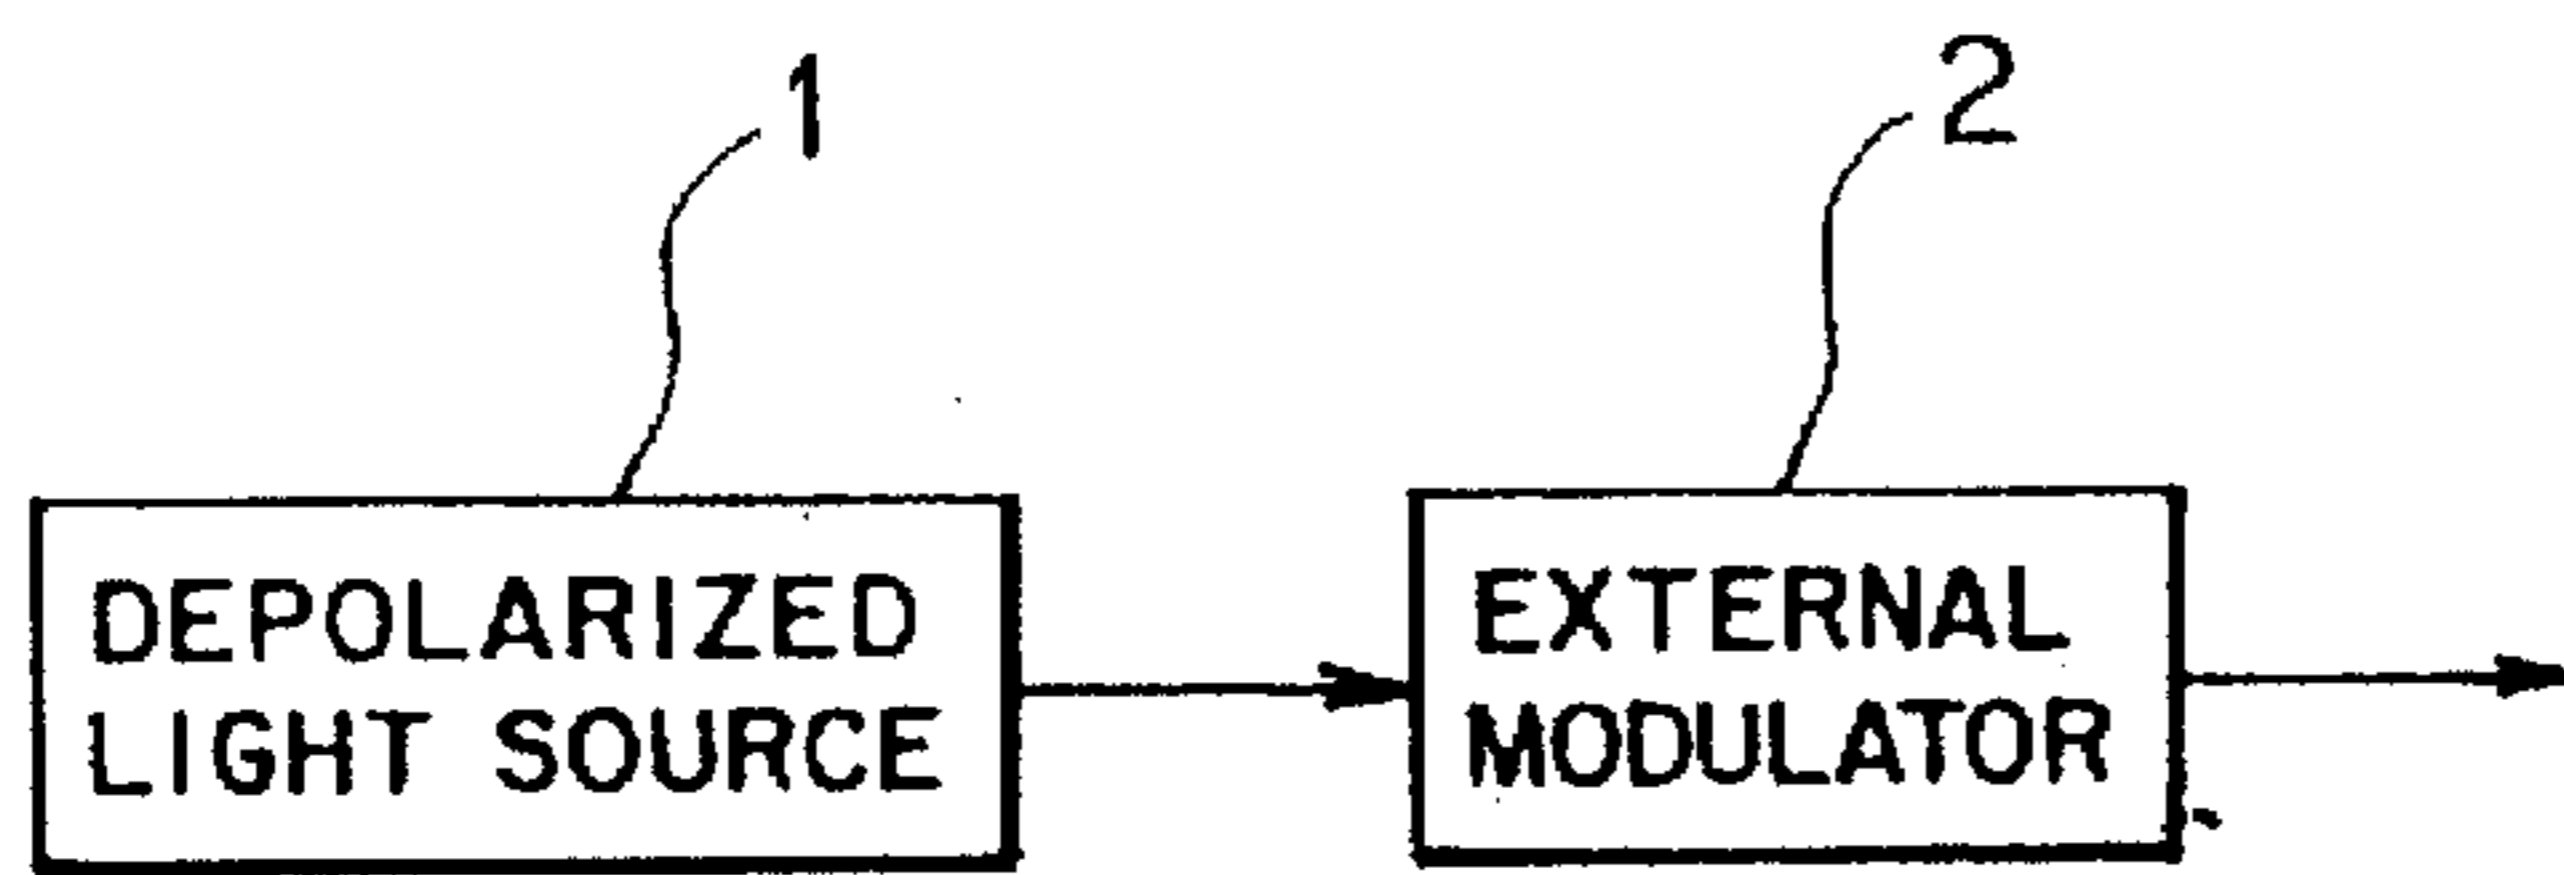 1
2
DEPOLARIZED
LIGHT SOURCE
EXTERNAL
MODULATOR